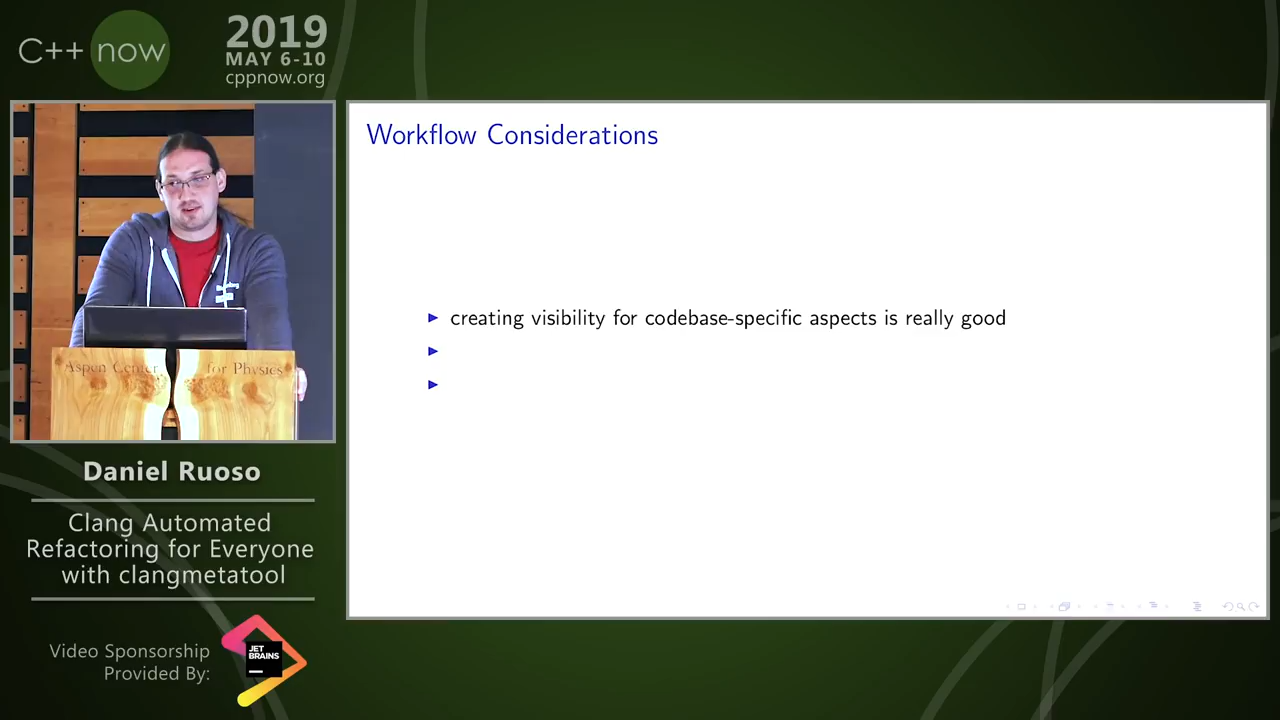 C++ now
2019
MAY 6-10
cppnow.org
Workflow Considerations
creating visibility for codebase-specific aspects is really good
Aspen Center for Physics
Daniel Ruoso
Clang Automated
Refactoring for Everyone
with clangmetatool
Video Sponsorship
Provided By:
JET
BRAINS